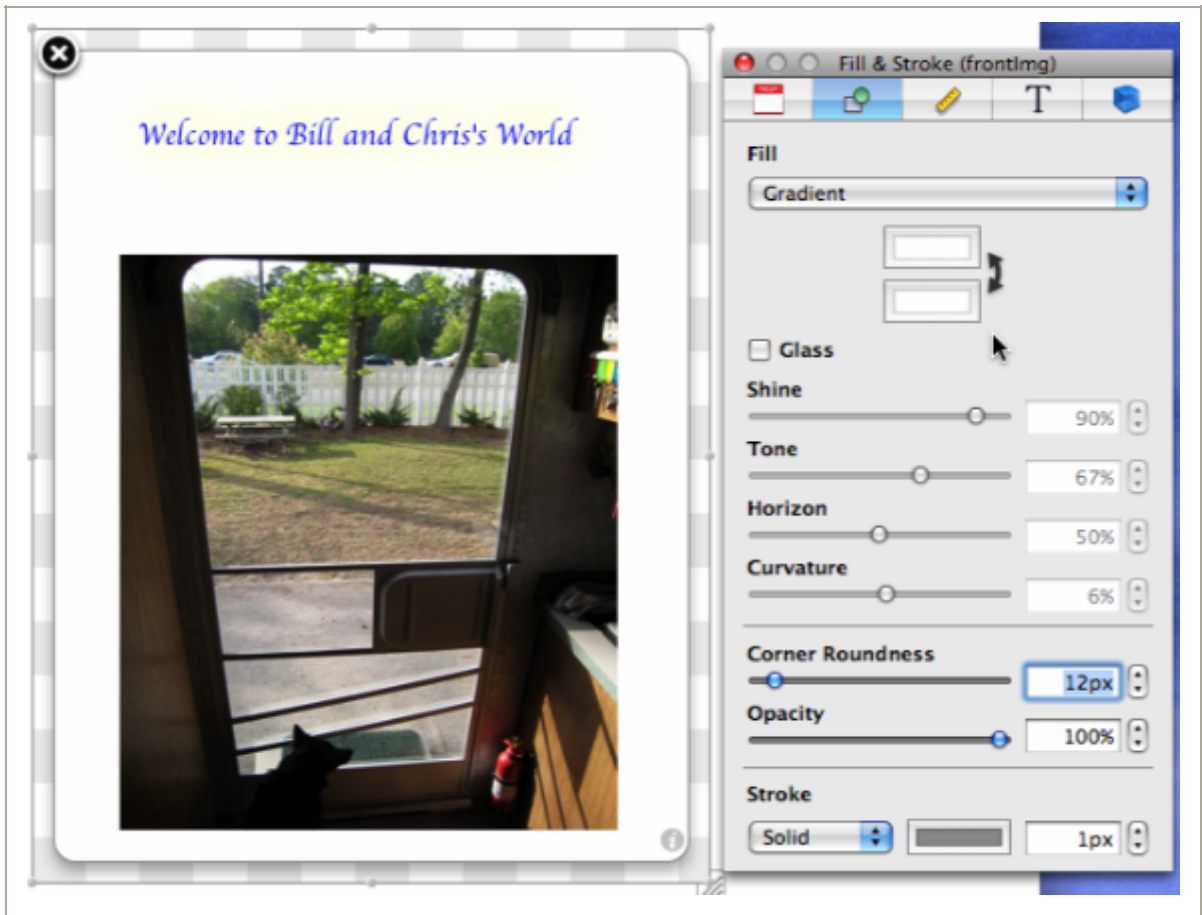 Welcome to Bill and Chris's World
Fill & Stroke (frontImg)
T
Fill
Gradient
Glass
Shine
90%
Tone
67%
Horizon
50%
Curvature
6%
Corner Roundness
12px
Opacity
100%
Stroke
Solid
1px